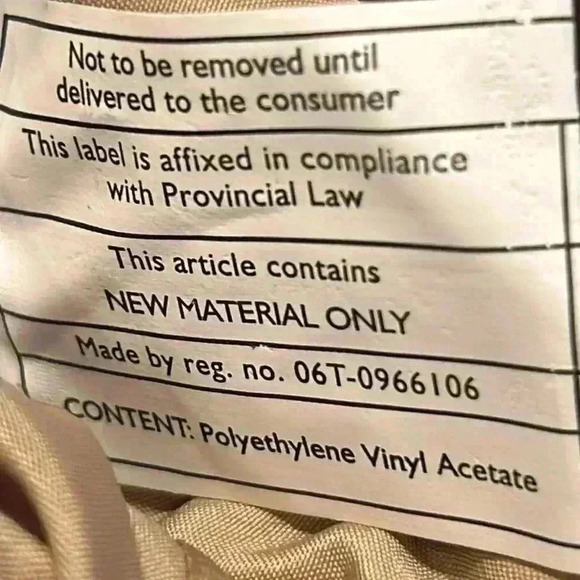 Not to be removed until
delivered to the consumer
This label is affixed in compliance
with Provincial Law
This article contains
NEW MATERIAL ONLY
Made by reg. no. 06T-0966106
CONTENT: Polyethylene Vinyl Acetate